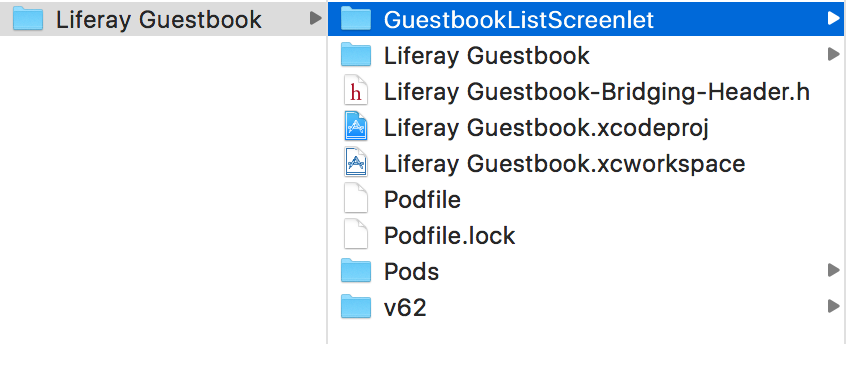 Liferay Guestbook
GuestbookListScreenlet
Liferay Guestbook
Liferay Guestbook-Bridging-Header.h
Liferay Guestbook.xcodeproj
Liferay Guestbook.xcworkspace
Podfile
Podfile.lock
Pods
v62